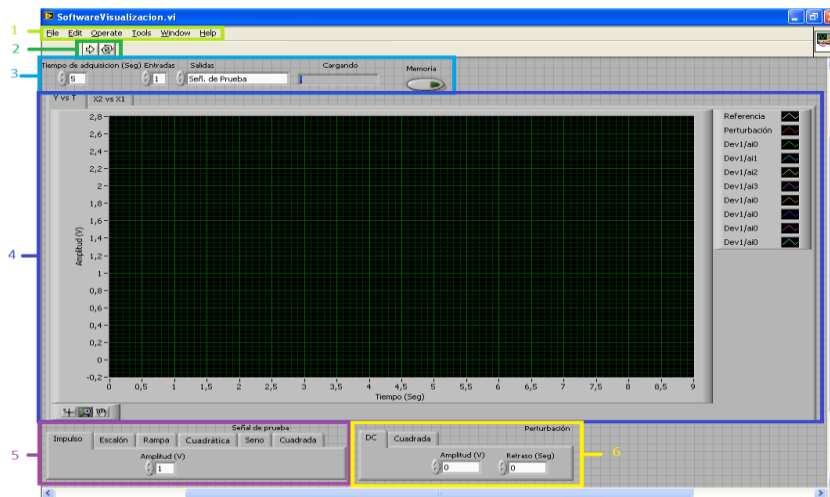 SoftwareVisualizacion.vi
1 File Edit Operate Tools Window Help
2
3 Tiempo de adquisicion (Seg) Entradas Salidas Cargando Memoria
5 1 Señ. de Prueba
Y vs T X2 vs X1
2,8
2,6
2,4
2,2
2
1,8
1,6
1,4
1,2
1
0,8
0,6
0,4
0,2
0
-0,2
Amplitud (V)
0 0,5 1 1,5 2 2,5 3 3,5 4 4,5 5 5,5 6 6,5 7 7,5 8 8,5 9
Tiempo (Seg)
Referencia
Perturbación
Dev1/ai0
Dev1/ai1
Dev1/ai2
Dev1/ai3
Dev1/ai0
Dev1/ai0
Dev1/ai0
Dev1/ai0
4
5
Señal de prueba
Impulso Escalón Rampa Cuadrática Seno Cuadrada
Amplitud (V)
1
Perturbación
DC Cuadrada
Amplitud (V) Retraso (Seg)
0 0
6